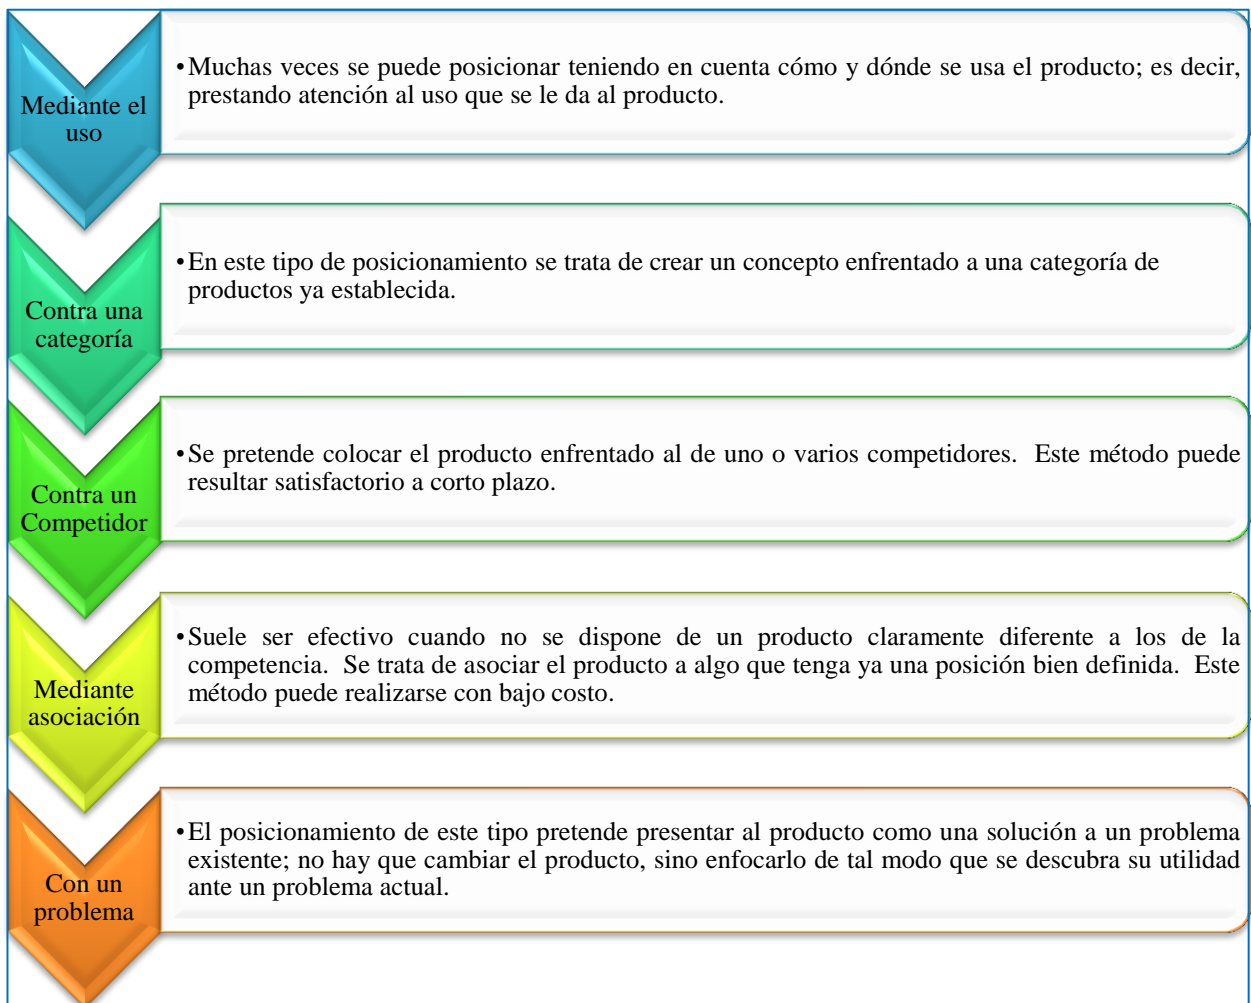 Mediante el
uso
•Muchas veces se puede posicionar teniendo en cuenta cómo y dónde se usa el producto; es decir,
prestando atención al uso que se le da al producto.
Contra una
categoría
•En este tipo de posicionamiento se trata de crear un concepto enfrentado a una categoría de
productos ya establecida.
Contra un
Competidor
•Se pretende colocar el producto enfrentado al de uno o varios competidores. Este método puede
resultar satisfactorio a corto plazo.
Mediante
asociación
•Suele ser efectivo cuando no se dispone de un producto claramente diferente a los de la
competencia. Se trata de asociar el producto a algo que tenga ya una posición bien definida. Este
método puede realizarse con bajo costo.
Con un
problema
•El posicionamiento de este tipo pretende presentar al producto como una solución a un problema
existente; no hay que cambiar el producto, sino enfocarlo de tal modo que se descubra su utilidad
ante un problema actual.